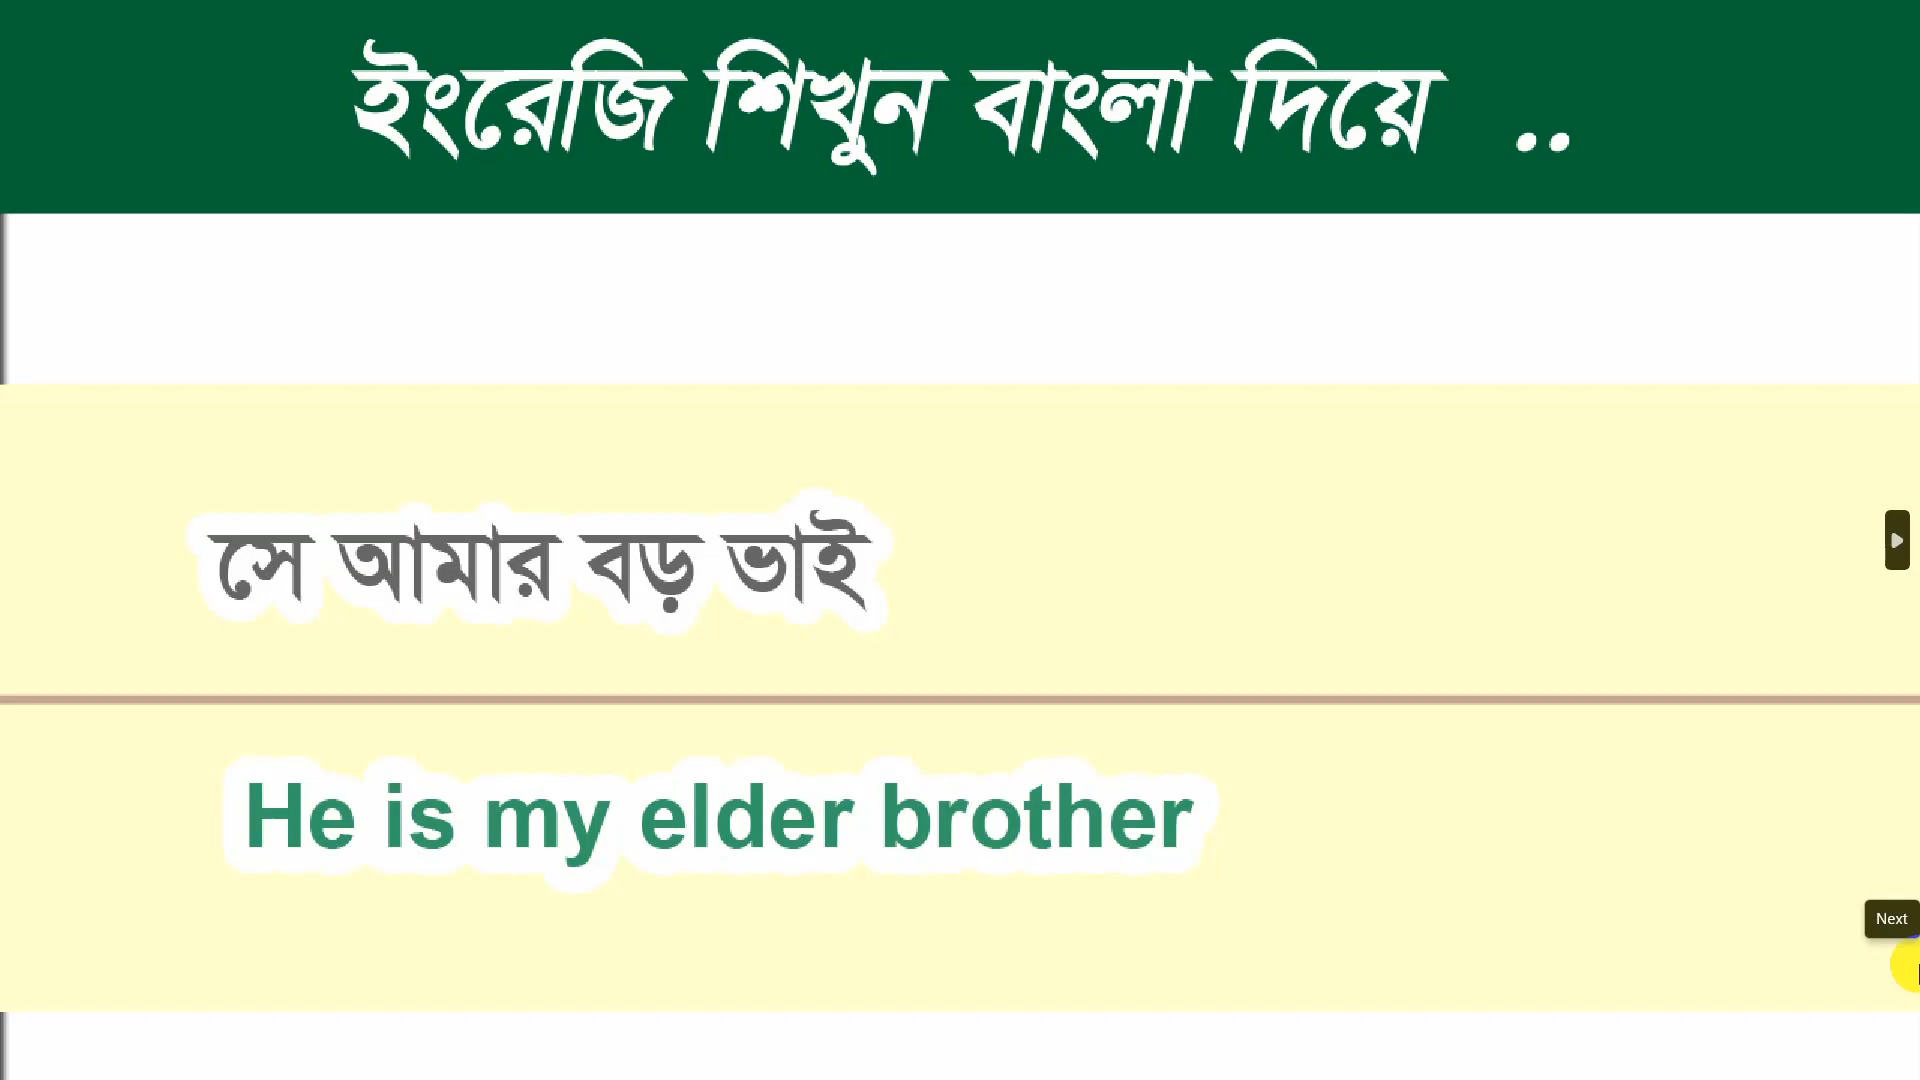 ইংরেজি শিখুন বাংলা দিয়ে ..
সে আমার বড় ভাই
He is my elder brother
Next